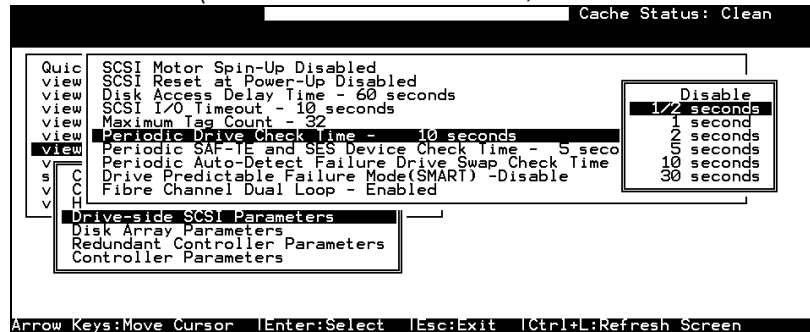 Cache Status: Clean
Quic
view
view
view
view
view
view
v
s
v
v
SCSI Motor Spin-Up Disabled
SCSI Reset at Power-Up Disabled
Disk Access Delay Time - 60 seconds
SCSI I/O Timeout - 10 seconds
Maximum Tag Count - 32
Periodic Drive Check Time -    10 seconds
Periodic SAF-TE and SES Device Check Time -  5 seco
Periodic Auto-Detect Failure Drive Swap Check Time
Drive Predictable Failure Mode(SMART) -Disable
Fibre Channel Dual Loop - Enabled
Disable
1/2 seconds
1 second
2 seconds
5 seconds
10 seconds
30 seconds
C
C
H
Drive-side SCSI Parameters
Disk Array Parameters
Redundant Controller Parameters
Controller Parameters
Arrow Keys:Move Cursor |Enter:Select |Esc:Exit |Ctrl+L:Refresh Screen